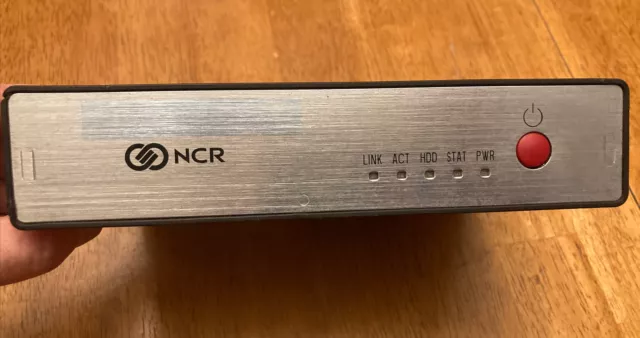 NCR
LINK ACT HDD STAT PWR